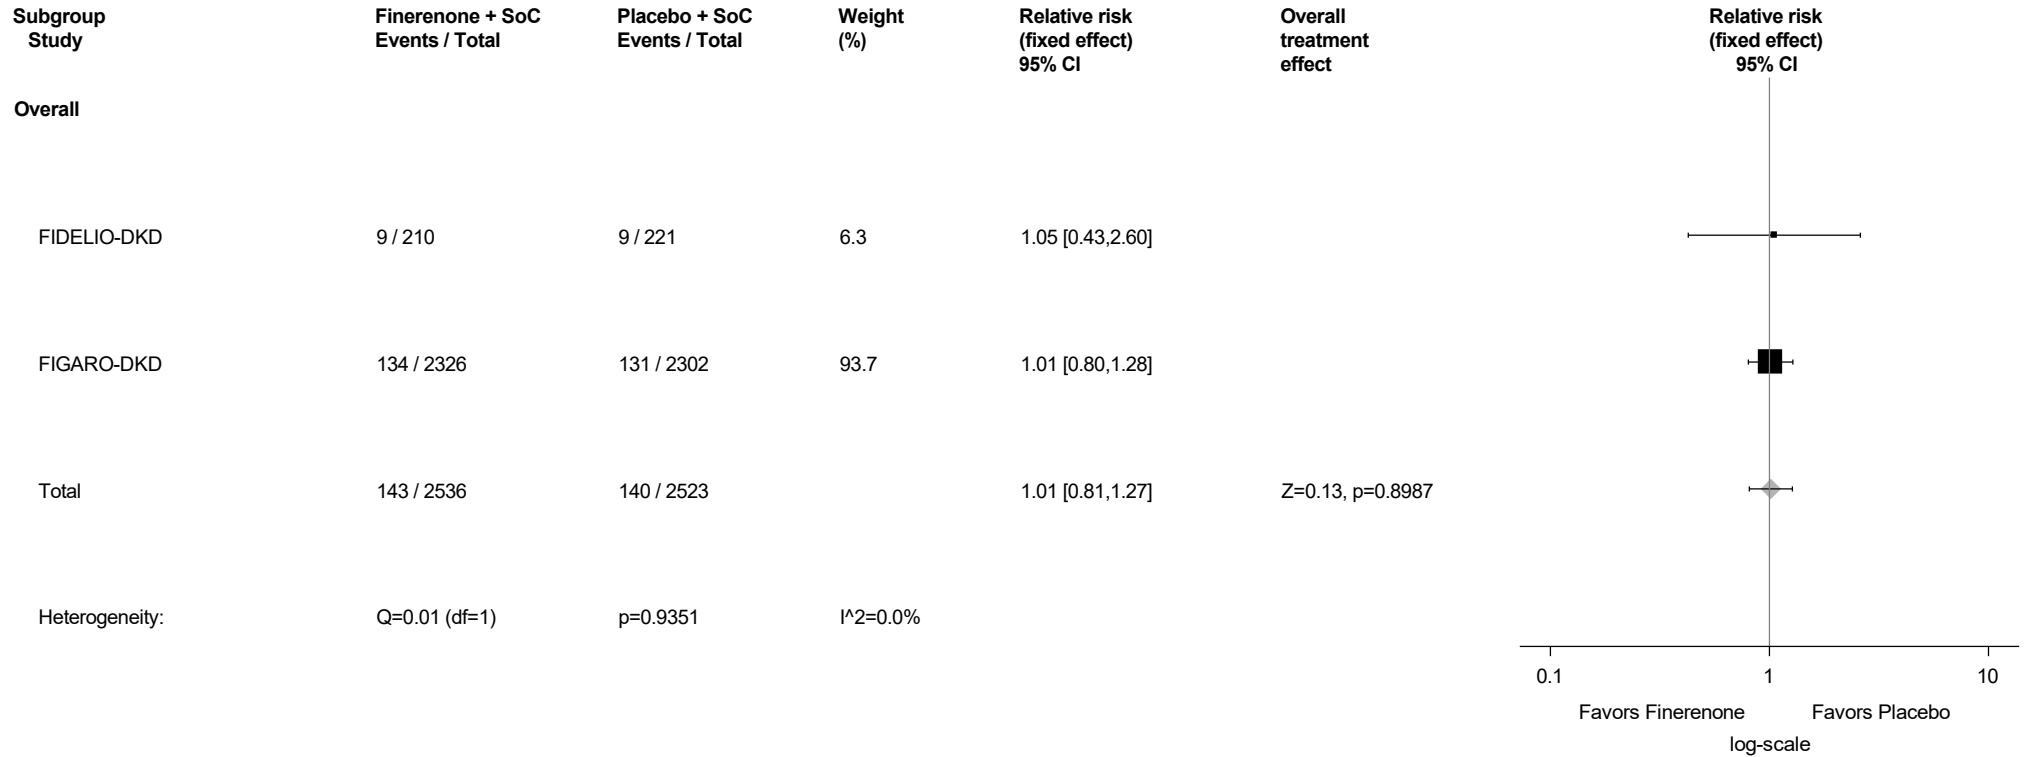 Subgroup Finerenone + SoC Placebo + SoC Weight Relative risk Overall Relative risk
Study Events / Total Events / Total (%) (fixed effect) treatment (fixed effect)
95% CI effect 95% CI
Overall
FIDELIO-DKD 9 / 210 9 / 221 6.3 1.05 [0.43,2.60]
FIGARO-DKD 134 / 2326 131 / 2302 93.7 1.01 [0.80,1.28]
Total 143 / 2536 140 / 2523 1.01 [0.81,1.27] Z=0.13, p=0.8987
Heterogeneity: Q=0.01 (df=1) p=0.9351 I^2=0.0%
0.1 1 10
Favors Finerenone Favors Placebo
log-scale